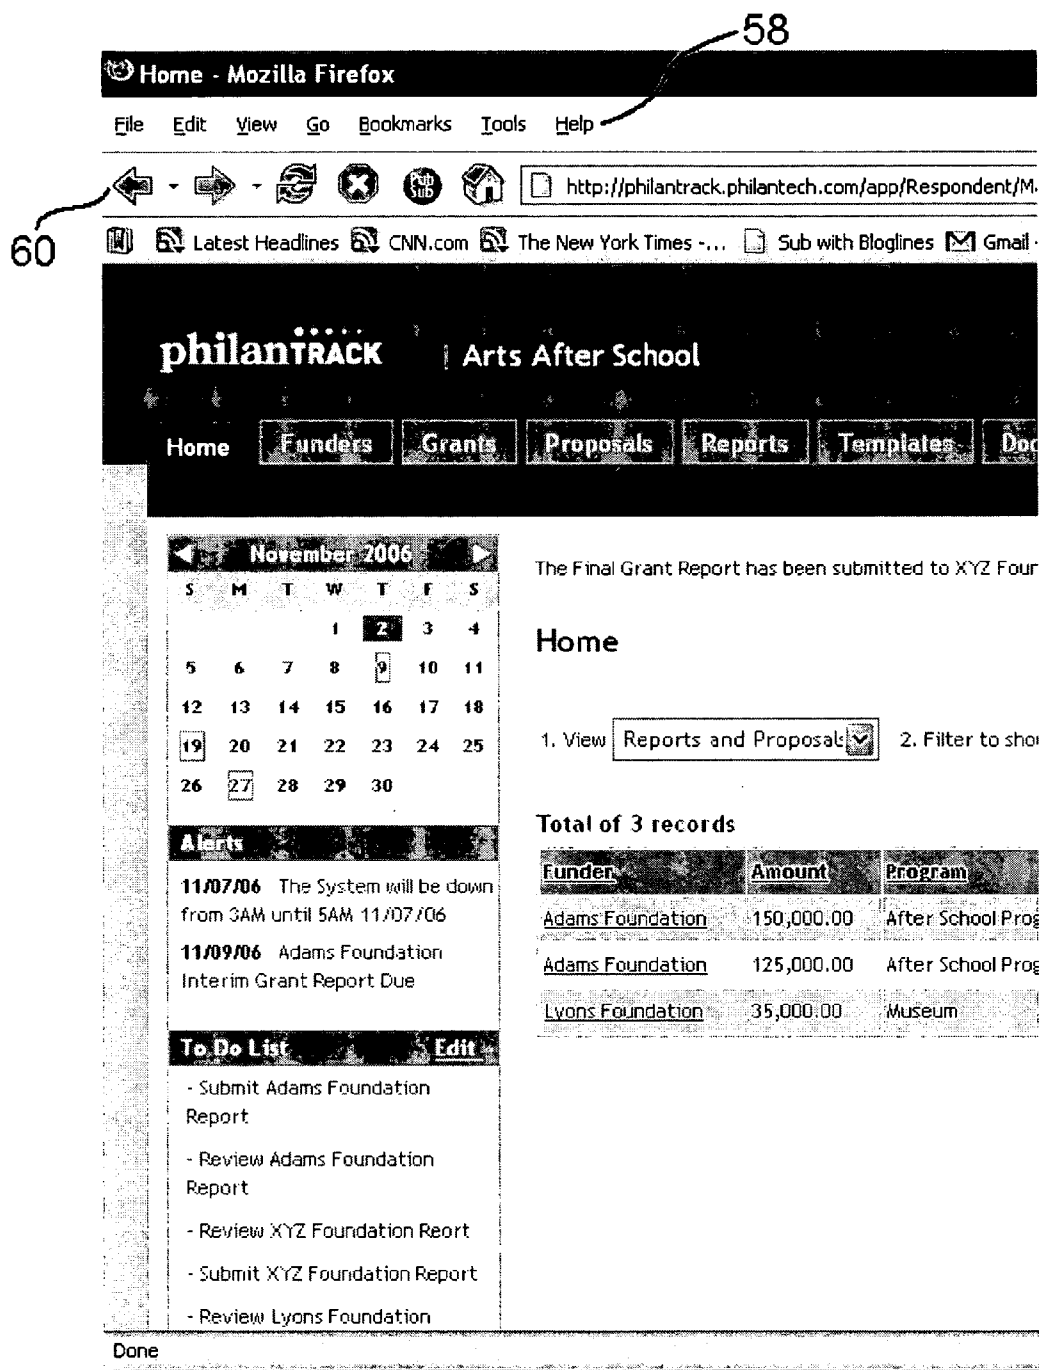 58
Home - Mozilla Firefox
File Edit View Go Bookmarks Tools Help
Pub Sub http://philantrack.philantech.com/app/Respondent/M
60
Latest Headlines CNN.com The New York Times -... Sub with Bloglines Gmail
philanTRACK | Arts After School
Home Funders Grants Proposals Reports Templates Doc
November 2006
S M T W T F S
1 2 3 4
5 6 7 8 9 10 11
12 13 14 15 16 17 18
19 20 21 22 23 24 25
26 27 28 29 30
The Final Grant Report has been submitted to XYZ Four
Home
1. View Reports and Proposals 2. Filter to sho
Total of 3 records
Funder Amount Program
Adams Foundation 150,000.00 After School Prog
Adams Foundation 125,000.00 After School Prog
Lyons Foundation 35,000.00 Museum
Alerts
11/07/06 The System will be down
from 3AM until 5AM 11/07/06
11/09/06 Adams Foundation
Interim Grant Report Due
To Do List Edit
- Submit Adams Foundation
Report
- Review Adams Foundation
Report
- Review XYZ Foundation Reort
- Submit XYZ Foundation Report
- Review Lyons Foundation
Done